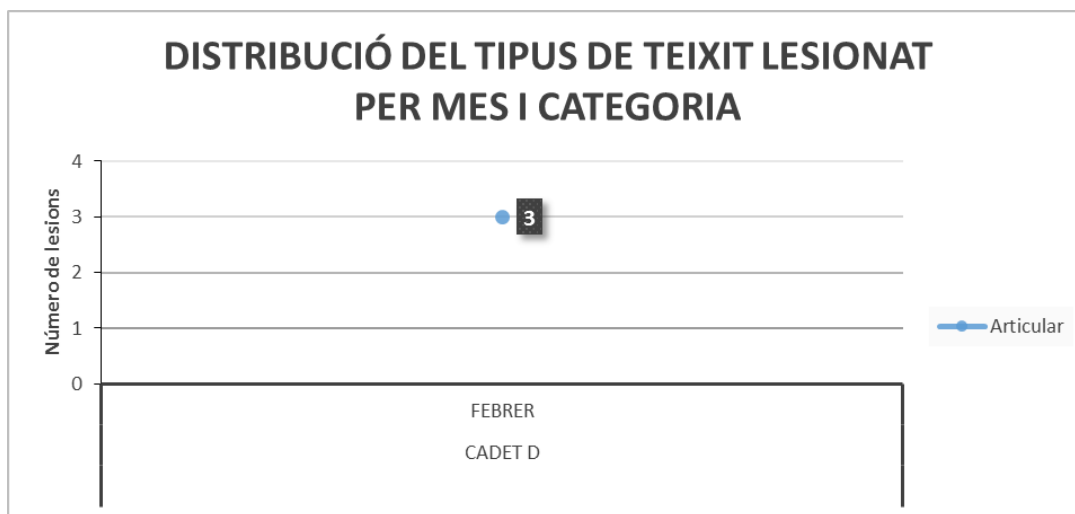 DISTRIBUCIÓ DEL TIPUS DE TEIXIT LESIONAT
PER MES I CATEGORIA
Número de lesions
4
3
3
2
1
0
Articular
FEBRER
CADET D